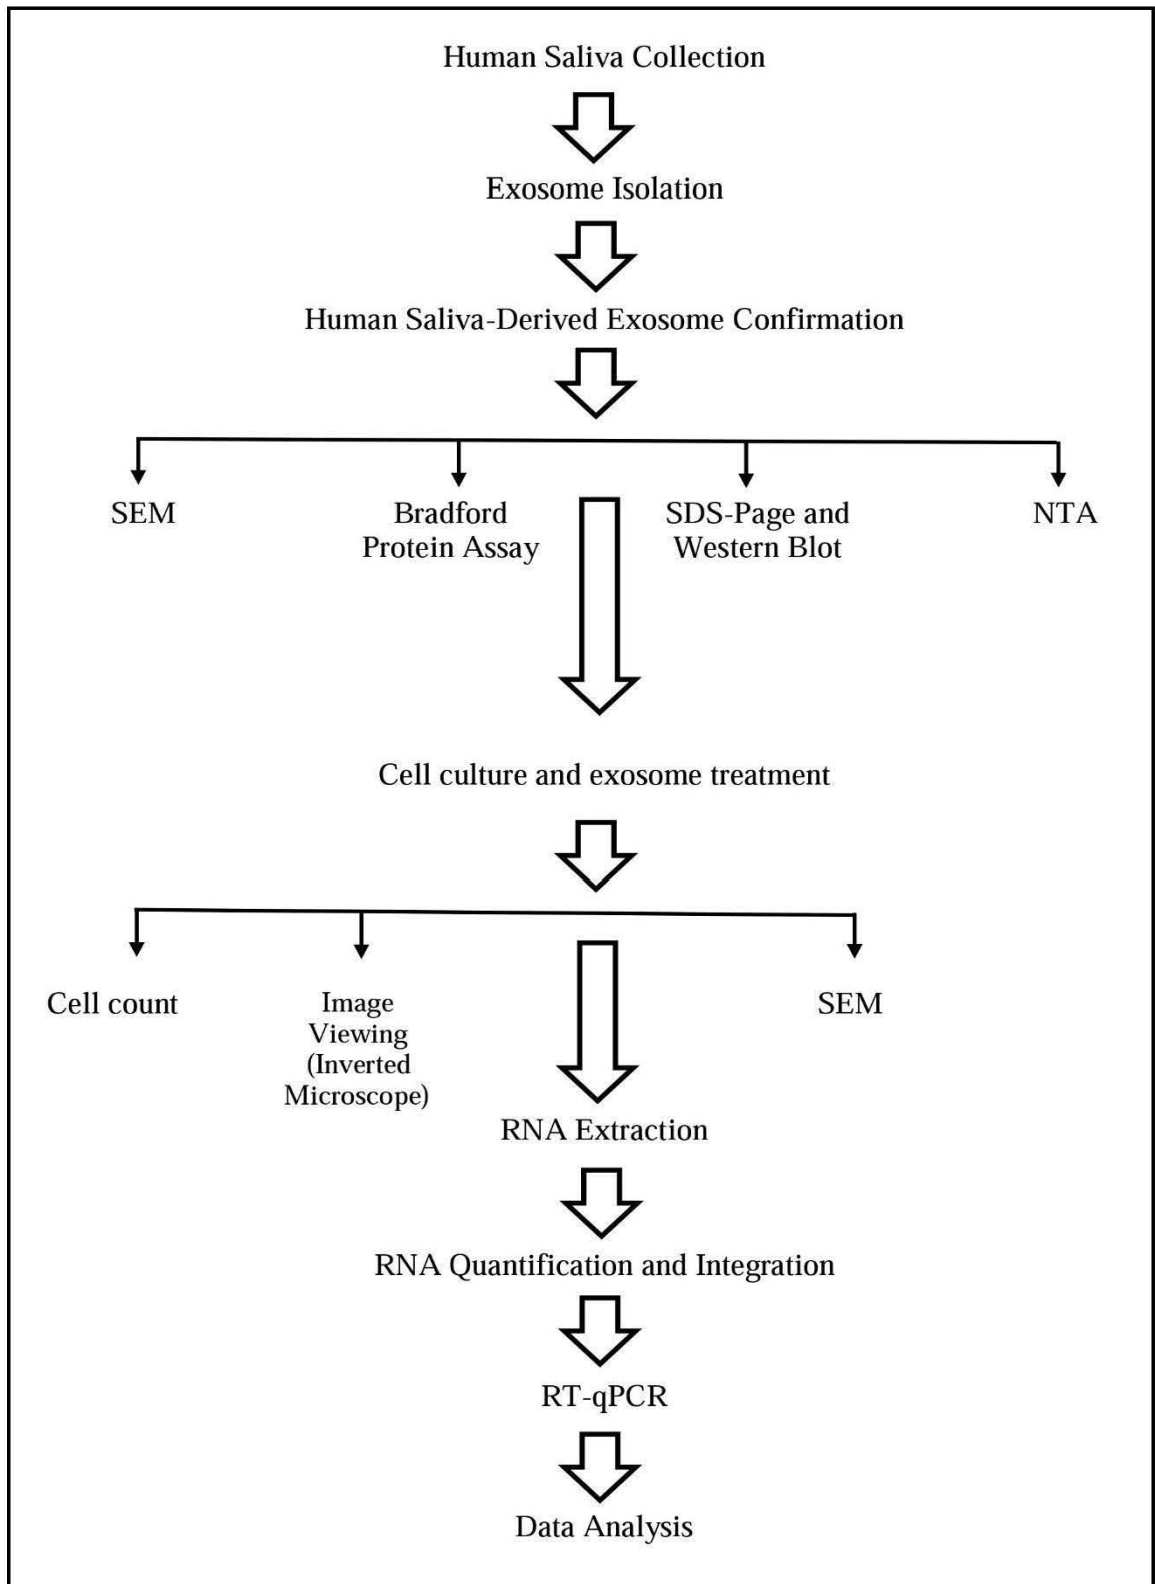 Human Saliva Collection
Exosome Isolation
Human Saliva-Derived Exosome Confirmation
SEM
Bradford
Protein Assay
SDS-Page and
Western Blot
NTA
Cell culture and exosome treatment
Cell count
Image
Viewing
(Inverted
Microscope)
SEM
RNA Extraction
RNA Quantification and Integration
RT-qPCR
Data Analysis